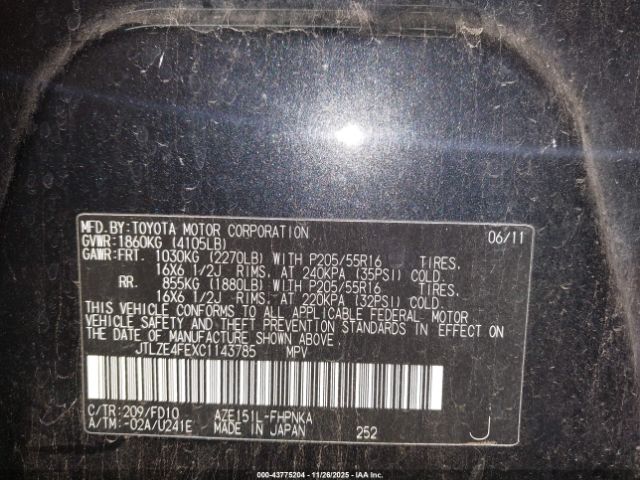 MFD.BY:TOYOTA MOTOR CORPORATION 06/11
GVWR:1860KG (4105LB)
GAWR:FRT. 1030KG (2270LB) WITH P205/55R16 TIRES,
16X6 1/2J RIMS, AT 240KPA (35PSI) COLD.
RR. 855KG (1880LB) WITH P205/55R16 TIRES,
16X6 1/2J RIMS, AT 220KPA (32PSI) COLD.
THIS VEHICLE CONFORMS TO ALL APPLICABLE FEDERAL MOTOR
VEHICLE SAFETY AND THEFT PREVENTION STANDARDS IN EFFECT ON
THE DATE OF MANUFACTURE SHOWN ABOVE.
JTLZE4FEXC1143785 MPV
C/TR:209/FD10 AZE151L-FHPNKA
A/TM:-02A/U241E MADE IN JAPAN 252 J
000-43775204 - 11/26/2025 - IAA Inc.